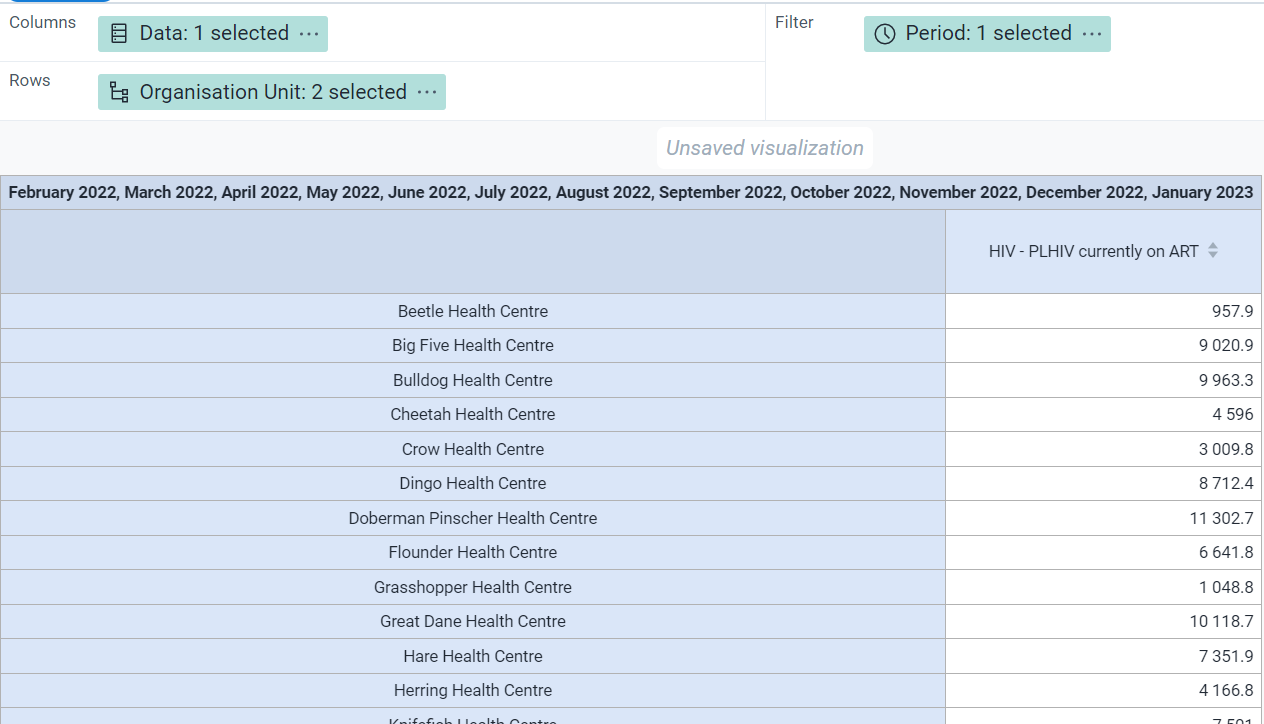 Columns
Data: 1 selected
Filter
Period: 1 selected
Rows
Organisation Unit: 2 selected
Unsaved visualization
February 2022, March 2022, April 2022, May 2022, June 2022, July 2022, August 2022, September 2022, October 2022, November 2022, December 2022, January 2023
HIV - PLHIV currently on ART
Beetle Health Centre 957.9
Big Five Health Centre 9 020.9
Bulldog Health Centre 9 963.3
Cheetah Health Centre 4 596
Crow Health Centre 3 009.8
Dingo Health Centre 8 712.4
Doberman Pinscher Health Centre 11 302.7
Flounder Health Centre 6 641.8
Grasshopper Health Centre 1 048.8
Great Dane Health Centre 10 118.7
Hare Health Centre 7 351.9
Herring Health Centre 4 166.8
Knifefish Health Centre